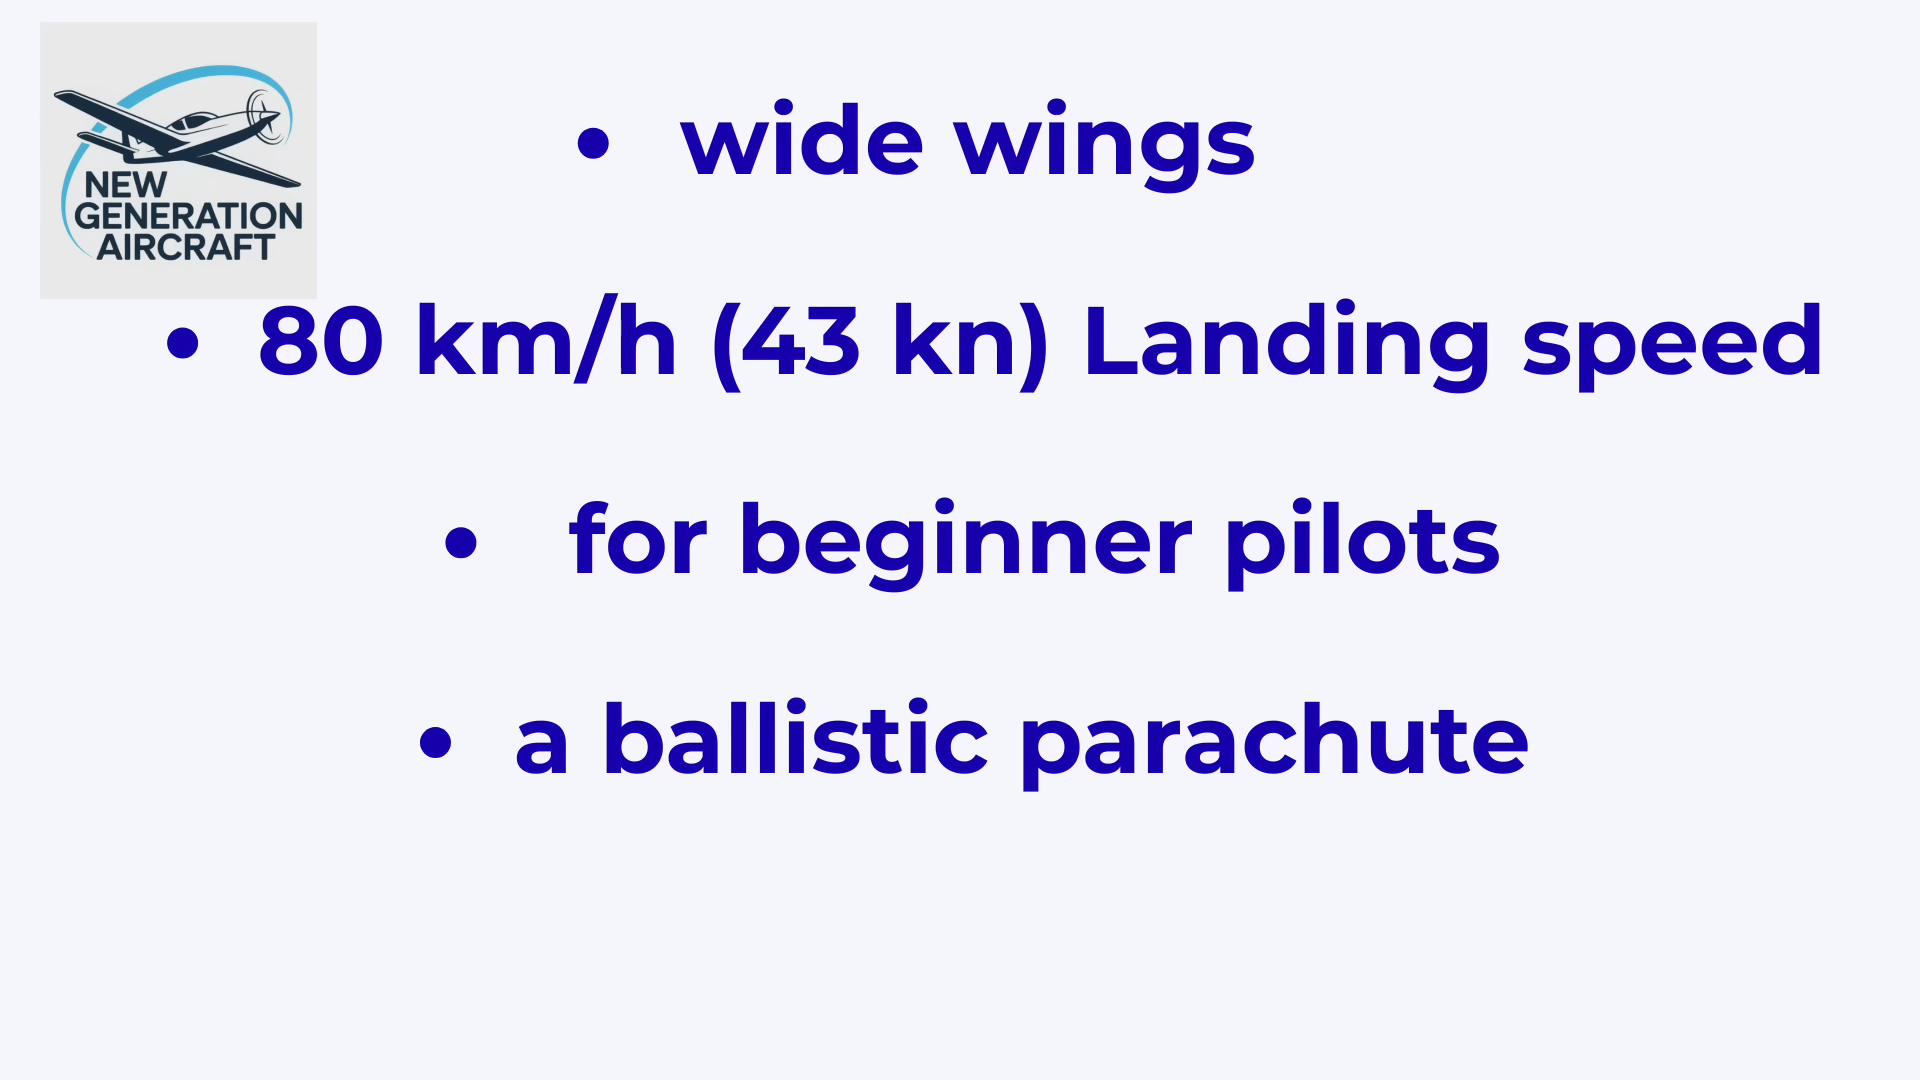 NEW
GENERATION
AIRCRAFT
• wide wings
• 80 km/h (43 kn) Landing speed
• for beginner pilots
• a ballistic parachute